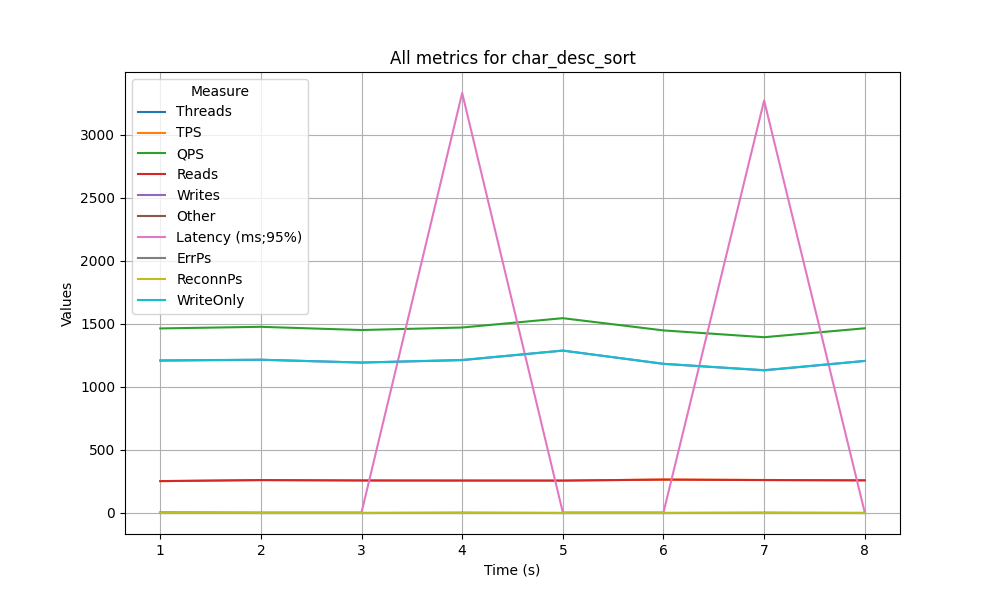 All metrics for char_desc_sort
Measure
Threads
TPS
QPS
Reads
Writes
Other
Latency (ms;95%)
ErrPs
ReconnPs
WriteOnly
Values
3000
2500
2000
1500
1000
500
0
1 2 3 4 5 6 7 8
Time (s)